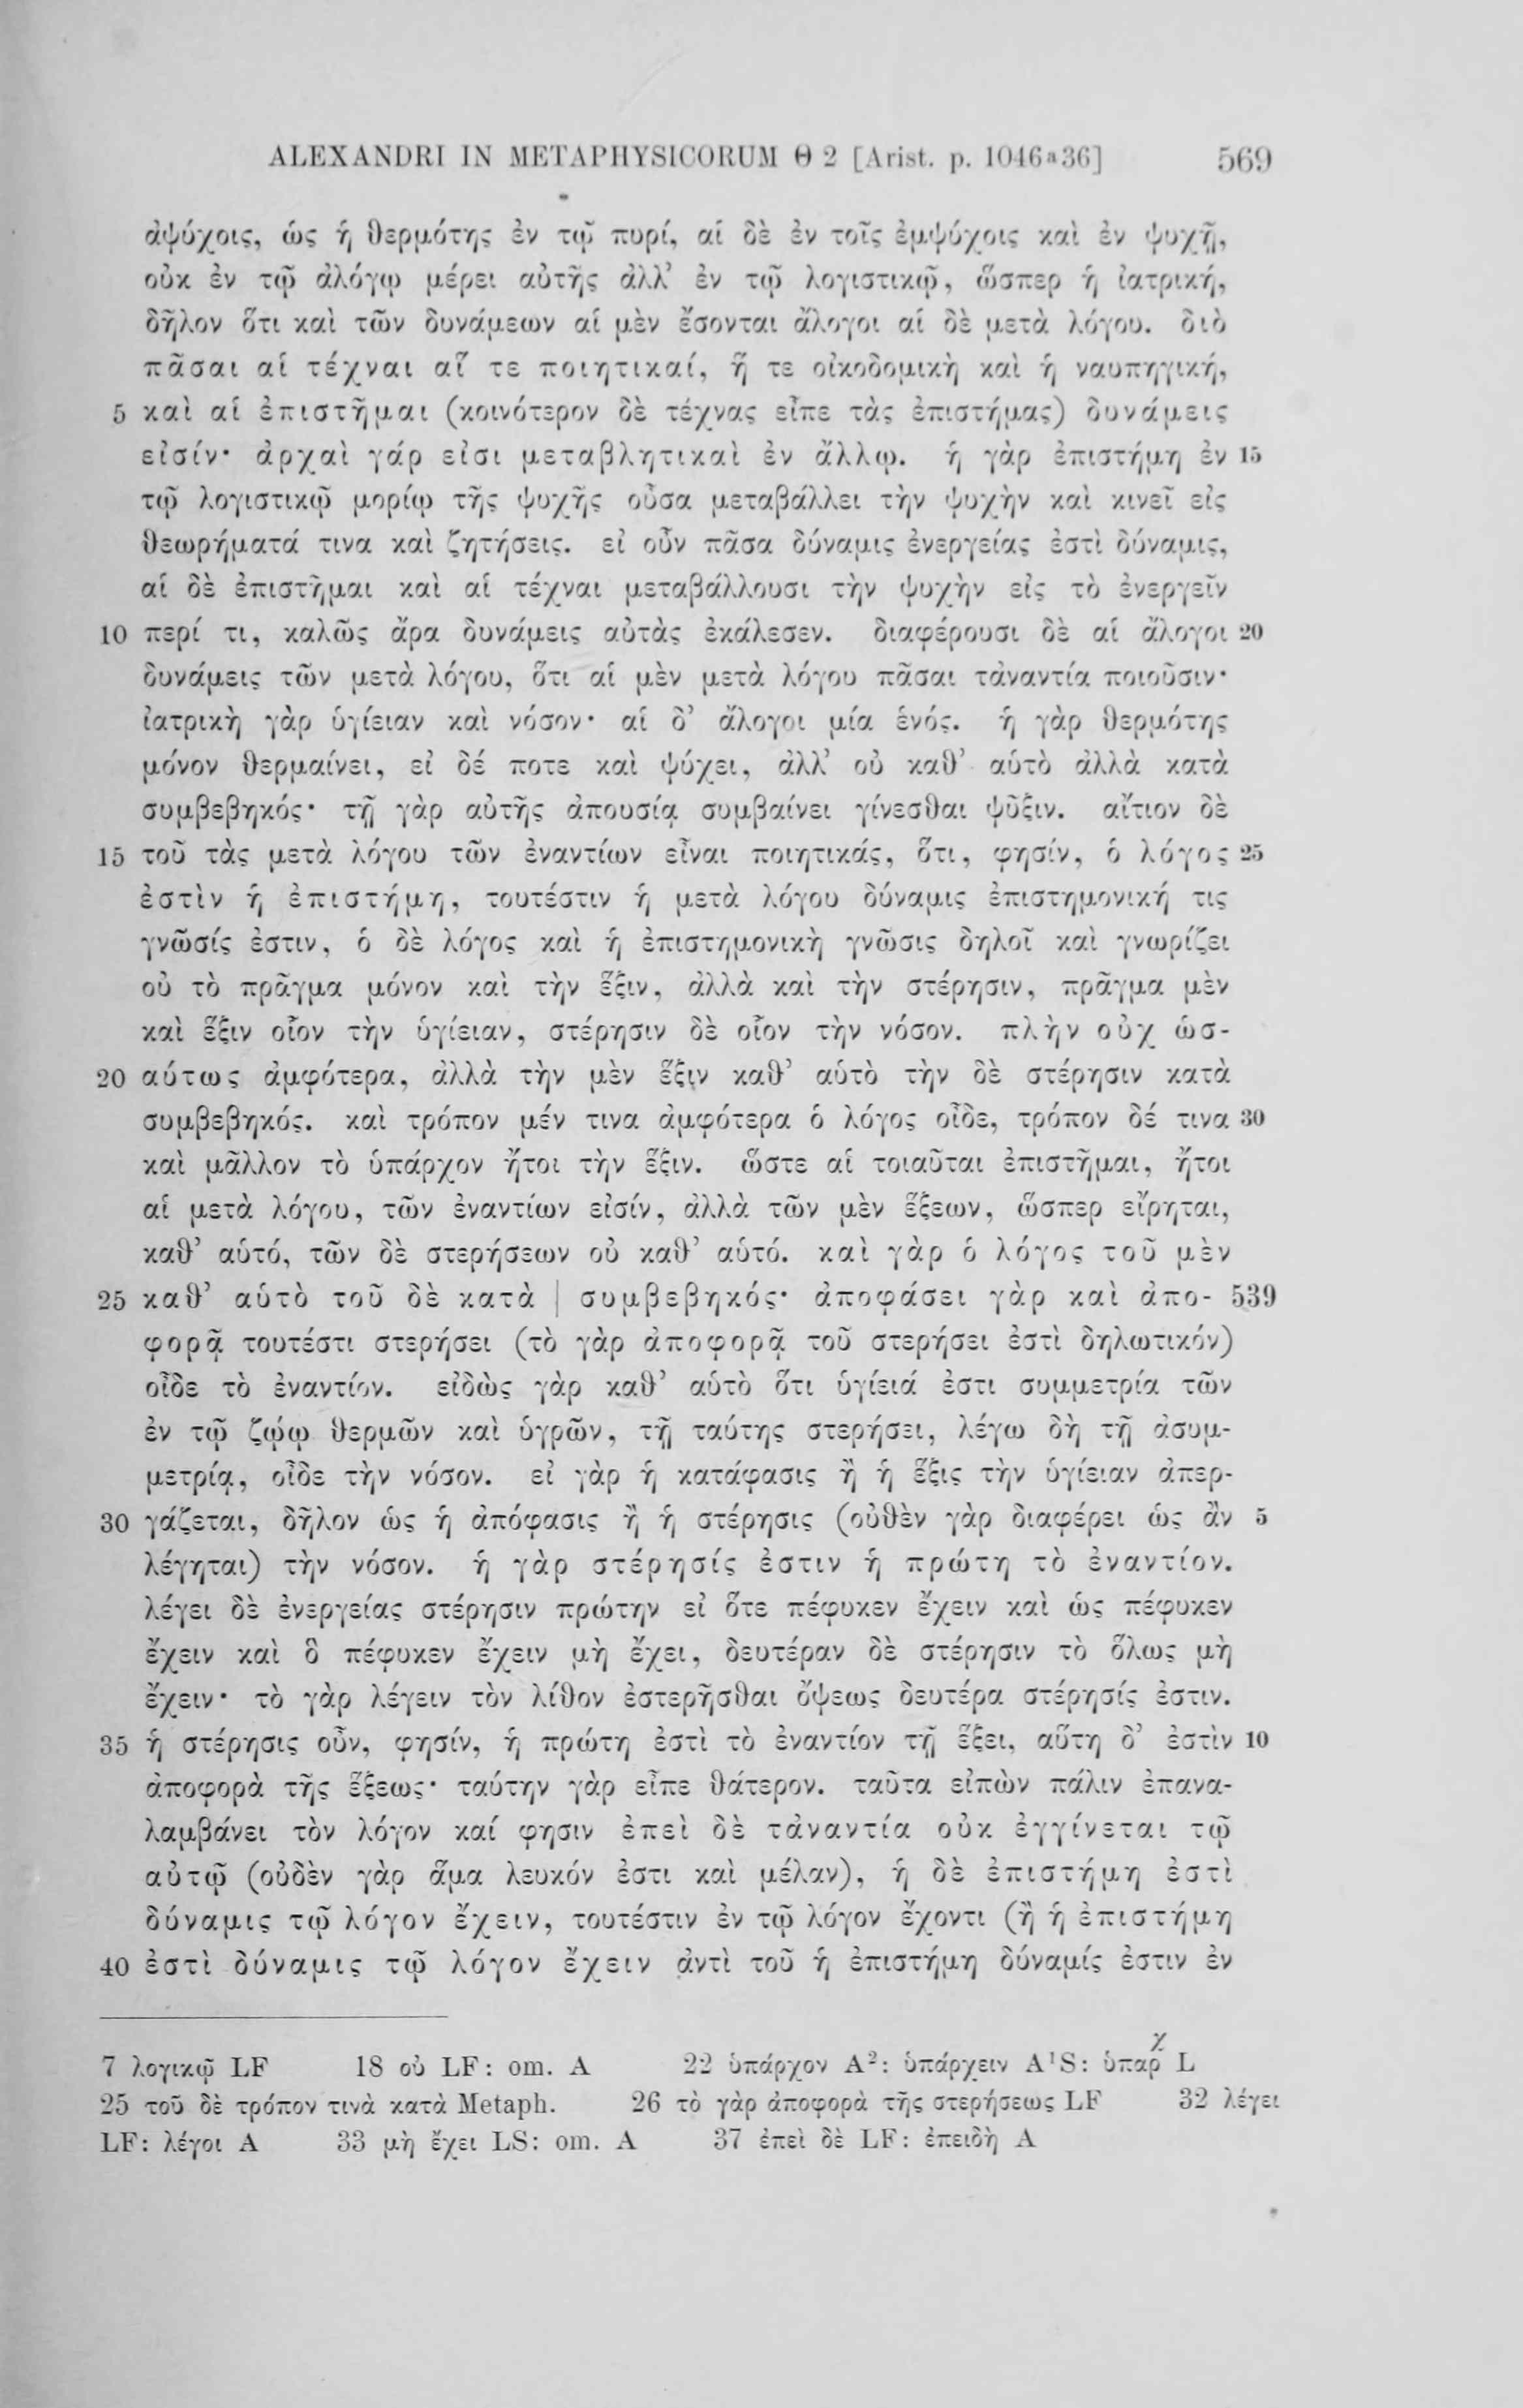 ALEXANDRI IN METAPHYSICORUM Θ 2 [Arist. p. 1046ª36] 569
ἀψύχοις, ὡς ἡ θερμότης ἐν τῷ πυρί, αἱ δὲ ἐν τοῖς ἐμψύχοις καὶ ἐν ψυχῇ,
οὐκ ἐν τῷ ἀλόγῳ μέρει αὐτῆς ἀλλ’ ἐν τῷ λογιστικῷ, ὥσπερ ἡ ἰατρική,
δῆλον ὅτι καὶ τῶν δυνάμεων αἱ μὲν ἔσονται ἄλογοι αἱ δὲ μετὰ λόγου. διὸ
πᾶσαι αἱ τέχναι αἵ τε ποιητικαί, ἥ τε οἰκοδομικὴ καὶ ἡ ναυπηγική,
5 καὶ αἱ ἐπιστῆμαι (κοινότερον δὲ τέχνας εἶπε τὰς ἐπιστήμας) δυνάμεις
εἰσίν· ἀρχαὶ γάρ εἰσι μεταβλητικαὶ ἐν ἄλλῳ. ἡ γὰρ ἐπιστήμη ἐν 15
τῷ λογιστικῷ μορίῳ τῆς ψυχῆς οὖσα μεταβάλλει τὴν ψυχὴν καὶ κινεῖ εἰς
θεωρήματά τινα καὶ ζητήσεις. εἰ οὖν πᾶσα δύναμις ἐνεργείας ἐστὶ δύναμις,
αἱ δὲ ἐπιστῆμαι καὶ αἱ τέχναι μεταβάλλουσι τὴν ψυχὴν εἰς τὸ ἐνεργεῖν
10 περί τι, καλῶς ἄρα δυνάμεις αὐτὰς ἐκάλεσεν. διαφέρουσι δὲ αἱ ἄλογοι 20
δυνάμεις τῶν μετὰ λόγου, ὅτι αἱ μὲν μετὰ λόγου πᾶσαι τἀναντία ποιοῦσιν·
ἰατρικὴ γὰρ ὑγίειαν καὶ νόσον· αἱ δ’ ἄλογοι μία ἑνός. ἡ γὰρ θερμότης
μόνον θερμαίνει, εἰ δέ ποτε καὶ ψύχει, ἀλλ’ οὐ καθ’ αὑτὸ ἀλλὰ κατὰ
συμβεβηκός· τῇ γὰρ αὐτῆς ἀπουσίᾳ συμβαίνει γίνεσθαι ψῦξιν. αἴτιον δὲ
15 τοῦ τὰς μετὰ λόγου τῶν ἐναντίων εἶναι ποιητικάς, ὅτι, φησίν, ὁ λόγος 25
ἐστὶν ἡ ἐπιστήμη, τουτέστιν ἡ μετὰ λόγου δύναμις ἐπιστημονική τις
γνῶσίς ἐστιν, ὁ δὲ λόγος καὶ ἡ ἐπιστημονικὴ γνῶσις δηλοῖ καὶ γνωρίζει
οὐ τὸ πρᾶγμα μόνον καὶ τὴν ἕξιν, ἀλλὰ καὶ τὴν στέρησιν, πρᾶγμα μὲν
καὶ ἕξιν οἷον τὴν ὑγίειαν, στέρησιν δὲ οἷον τὴν νόσον. πλὴν οὐχ ὡσ-
20 αύτως ἀμφότερα, ἀλλὰ τὴν μὲν ἕξιν καθ’ αὑτὸ τὴν δὲ στέρησιν κατὰ
συμβεβηκός. καὶ τρόπον μέν τινα ἀμφότερα ὁ λόγος οἶδε, τρόπον δέ τινα 30
καὶ μᾶλλον τὸ ὑπάρχον ἤτοι τὴν ἕξιν. ὥστε αἱ τοιαῦται ἐπιστῆμαι, ἤτοι
αἱ μετὰ λόγου, τῶν ἐναντίων εἰσίν, ἀλλὰ τῶν μὲν ἕξεων, ὥσπερ εἴρηται,
καθ’ αὑτό, τῶν δὲ στερήσεων οὐ καθ’ αὑτό. καὶ γὰρ ὁ λόγος τοῦ μὲν
25 καθ’ αὑτὸ τοῦ δὲ κατὰ | συμβεβηκός· ἀποφάσει γὰρ καὶ ἀπο- 539
φορᾷ τουτέστι στερήσει (τὸ γὰρ ἀποφορᾷ τοῦ στερήσει ἐστὶ δηλωτικόν)
οἶδε τὸ ἐναντίον. εἰδὼς γὰρ καθ’ αὑτὸ ὅτι ὑγίειά ἐστι συμμετρία τῶν
ἐν τῷ ζῴῳ θερμῶν καὶ ὑγρῶν, τῇ ταύτης στερήσει, λέγω δὴ τῇ ἀσυμ-
μετρίᾳ, οἶδε τὴν νόσον. εἰ γὰρ ἡ κατάφασις ἢ ἡ ἕξις τὴν ὑγίειαν ἀπερ-
30 γάζεται, δῆλον ὡς ἡ ἀπόφασις ἢ ἡ στέρησις (οὐθὲν γὰρ διαφέρει ὡς ἂν 5
λέγηται) τὴν νόσον. ἡ γὰρ στέρησίς ἐστιν ἡ πρώτη τὸ ἐναντίον.
λέγει δὲ ἐνεργείας στέρησιν πρώτην εἰ ὅτε πέφυκεν ἔχειν καὶ ὡς πέφυκεν
ἔχειν καὶ ὃ πέφυκεν ἔχειν μὴ ἔχει, δευτέραν δὲ στέρησιν τὸ ὅλως μὴ
ἔχειν· τὸ γὰρ λέγειν τὸν λίθον ἐστερῆσθαι ὄψεως δευτέρα στέρησίς ἐστιν.
35 ἡ στέρησις οὖν, φησίν, ἡ πρώτη ἐστὶ τὸ ἐναντίον τῇ ἕξει, αὕτη δ’ ἐστὶν 10
ἀποφορὰ τῆς ἕξεως· ταύτην γὰρ εἶπε θάτερον. ταῦτα εἰπὼν πάλιν ἐπανα-
λαμβάνει τὸν λόγον καί φησιν ἐπεὶ δὲ τἀναντία οὐκ ἐγγίνεται τῷ
αὐτῷ (οὐδὲν γὰρ ἅμα λευκόν ἐστι καὶ μέλαν), ἡ δὲ ἐπιστήμη ἐστὶ
δύναμις τῷ λόγον ἔχειν, τουτέστιν ἐν τῷ λόγον ἔχοντι (ἢ ἡ ἐπιστήμη
40 ἐστὶ δύναμις τῷ λόγον ἔχειν ἀντὶ τοῦ ἡ ἐπιστήμη δύναμίς ἐστιν ἐν
7 λογικῷ LF 18 οὐ LF: om. A 22 ὑπάρχον A²: ὑπάρχειν A¹S: ὑπαρχ L
25 τοῦ δὲ τρόπον τινὰ κατὰ Metaph. 26 τὸ γὰρ ἀποφορὰ τῆς στερήσεως LF 32 λέγει
LF: λέγοι A 33 μὴ ἔχει LS: om. A 37 ἐπεὶ δὲ LF: ἐπειδὴ A